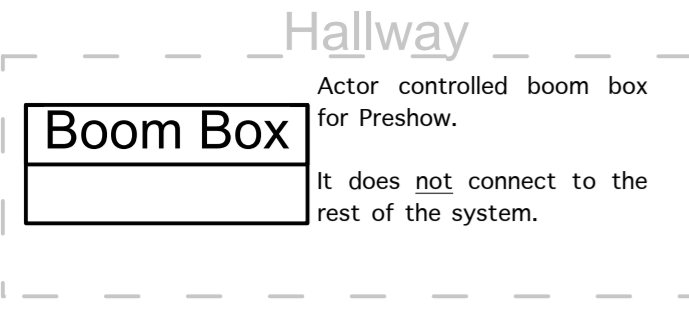 Hallway
Boom Box
Actor controlled boom box
for Preshow.
It does not connect to the
rest of the system.